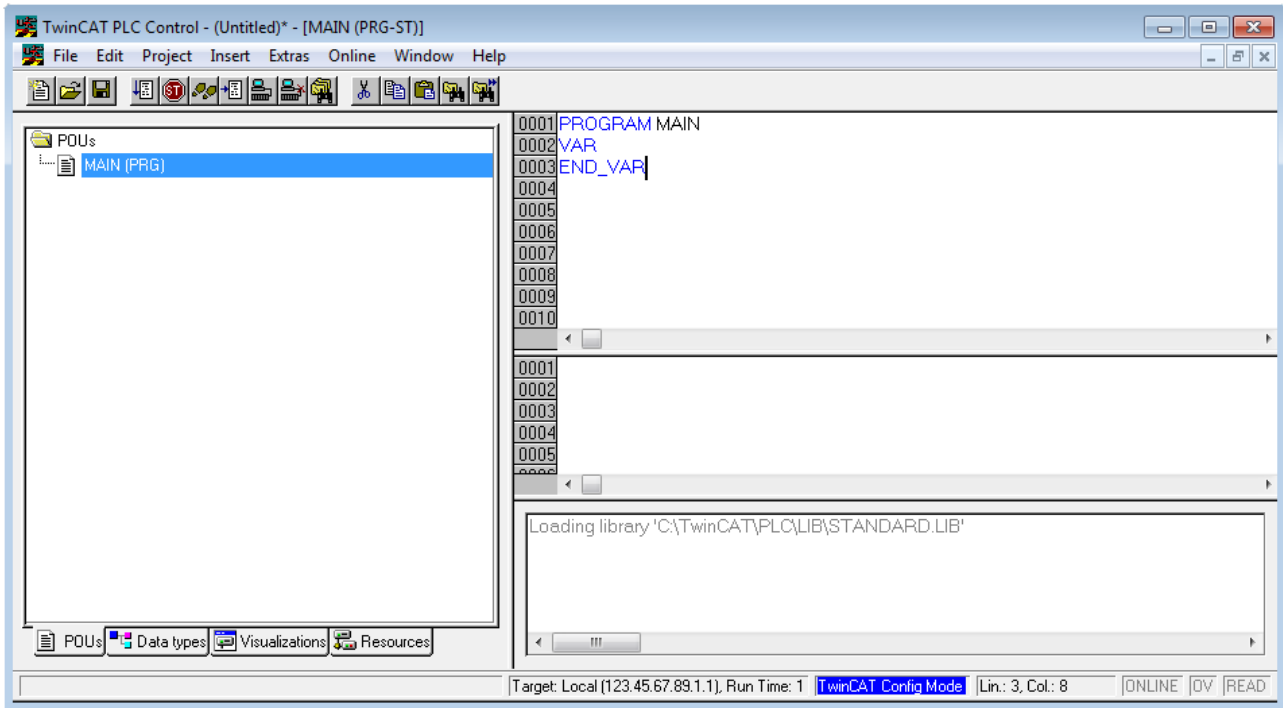 TwinCAT PLC Control - (Untitled)* - [MAIN (PRG-ST)]
File Edit Project Insert Extras Online Window Help
POUs
MAIN (PRG)
0001 PROGRAM MAIN
0002 VAR
0003 END_VAR
0004
0005
0006
0007
0008
0009
0010
0001
0002
0003
0004
0005
Loading library 'C:\TwinCAT\PLC\LIB\STANDARD.LIB'
POUs Data types Visualizations Resources
Target: Local (123.45.67.89.1.1), Run Time: 1 TwinCAT Config Mode Lin.: 3, Col.: 8 ONLINE OV READ